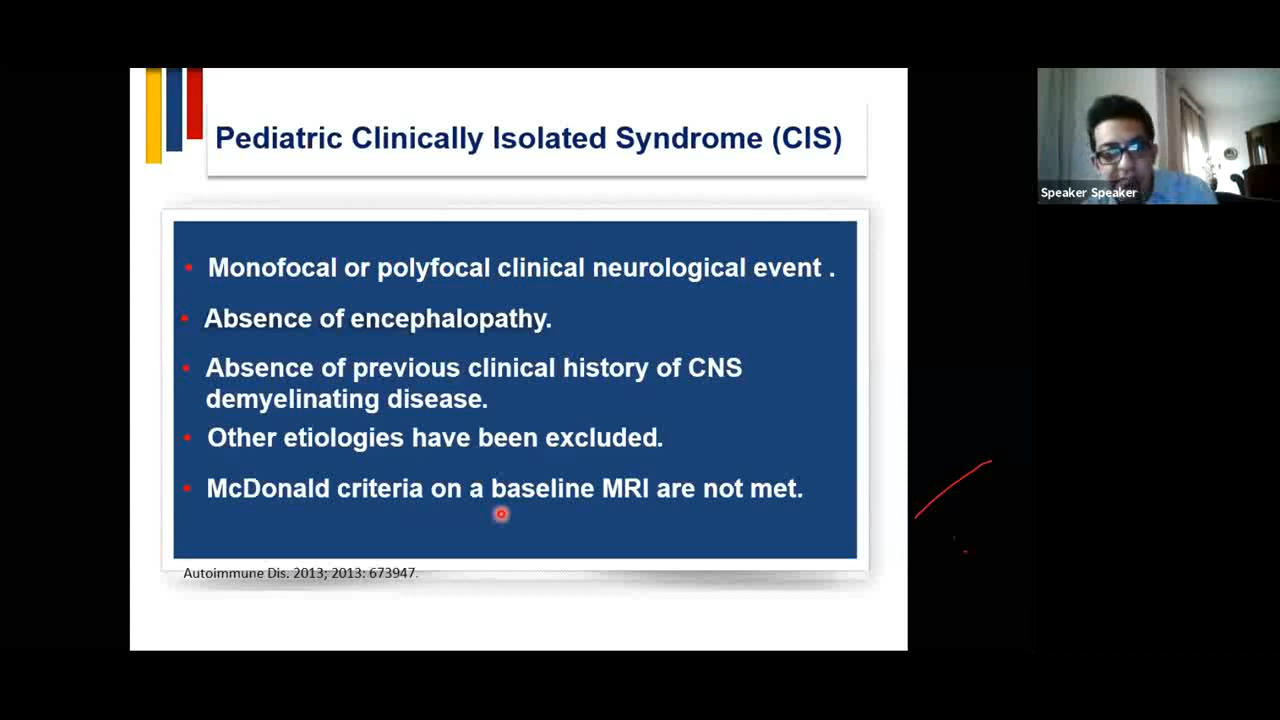 Pediatric Clinically Isolated Syndrome (CIS)
Speaker Speaker
Monofocal or polyfocal clinical neurological event .
Absence of encephalopathy.
Absence of previous clinical history of CNS
demyelinating disease.
Other etiologies have been excluded.
McDonald criteria on a baseline MRI are not met.
Autoimmune Dis. 2013; 2013: 673947.